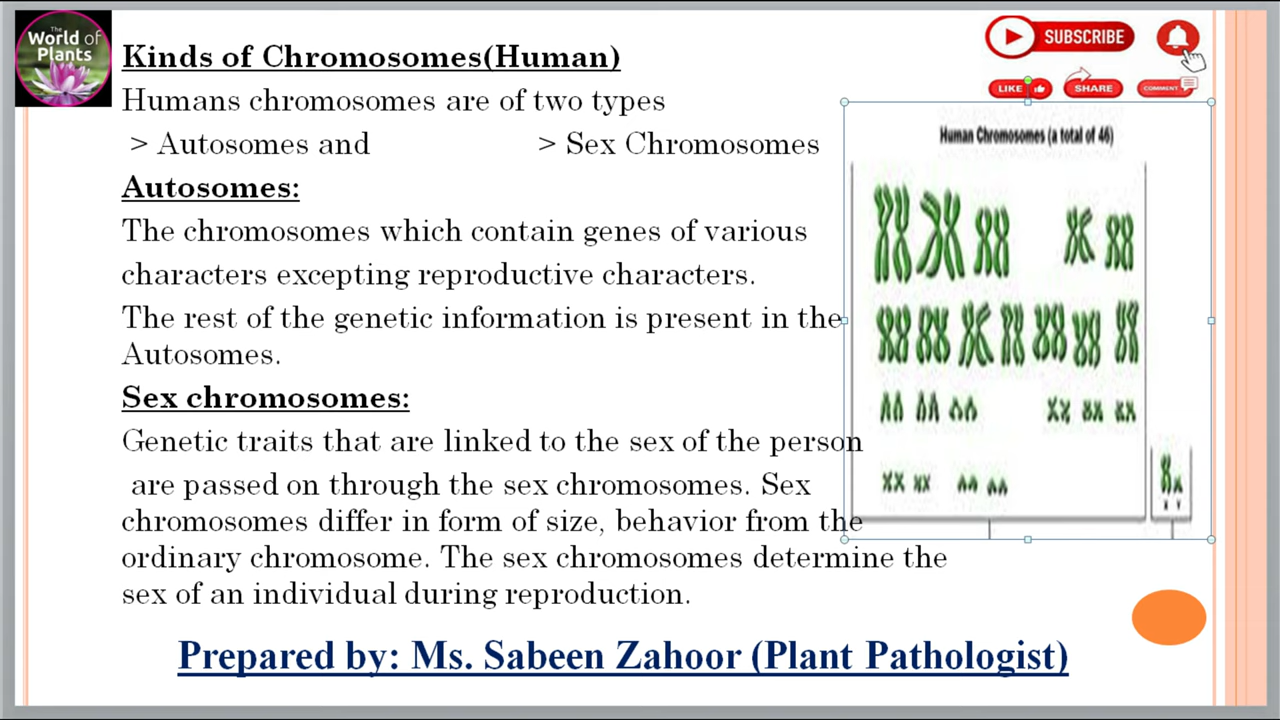 The
World of
Plants
Kinds of Chromosomes(Human)
Humans chromosomes are of two types
> Autosomes and > Sex Chromosomes
Autosomes:
The chromosomes which contain genes of various
characters excepting reproductive characters.
The rest of the genetic information is present in the
Autosomes.
Sex chromosomes:
Genetic traits that are linked to the sex of the person
are passed on through the sex chromosomes. Sex
chromosomes differ in form of size, behavior from the
ordinary chromosome. The sex chromosomes determine the
sex of an individual during reproduction.
Prepared by: Ms. Sabeen Zahoor (Plant Pathologist)
SUBSCRIBE
LIKE SHARE COMMENT
Human Chromosomes (a total of 46)
X Y